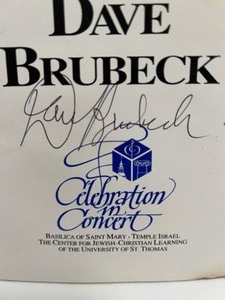 DAVE
BRUBECK
Dave Brubeck
Celebration
in
Concert
BASILICA OF SAINT MARY - TEMPLE ISRAEL
THE CENTER FOR JEWISH-CHRISTIAN LEARNING
OF THE UNIVERSITY OF ST. THOMAS